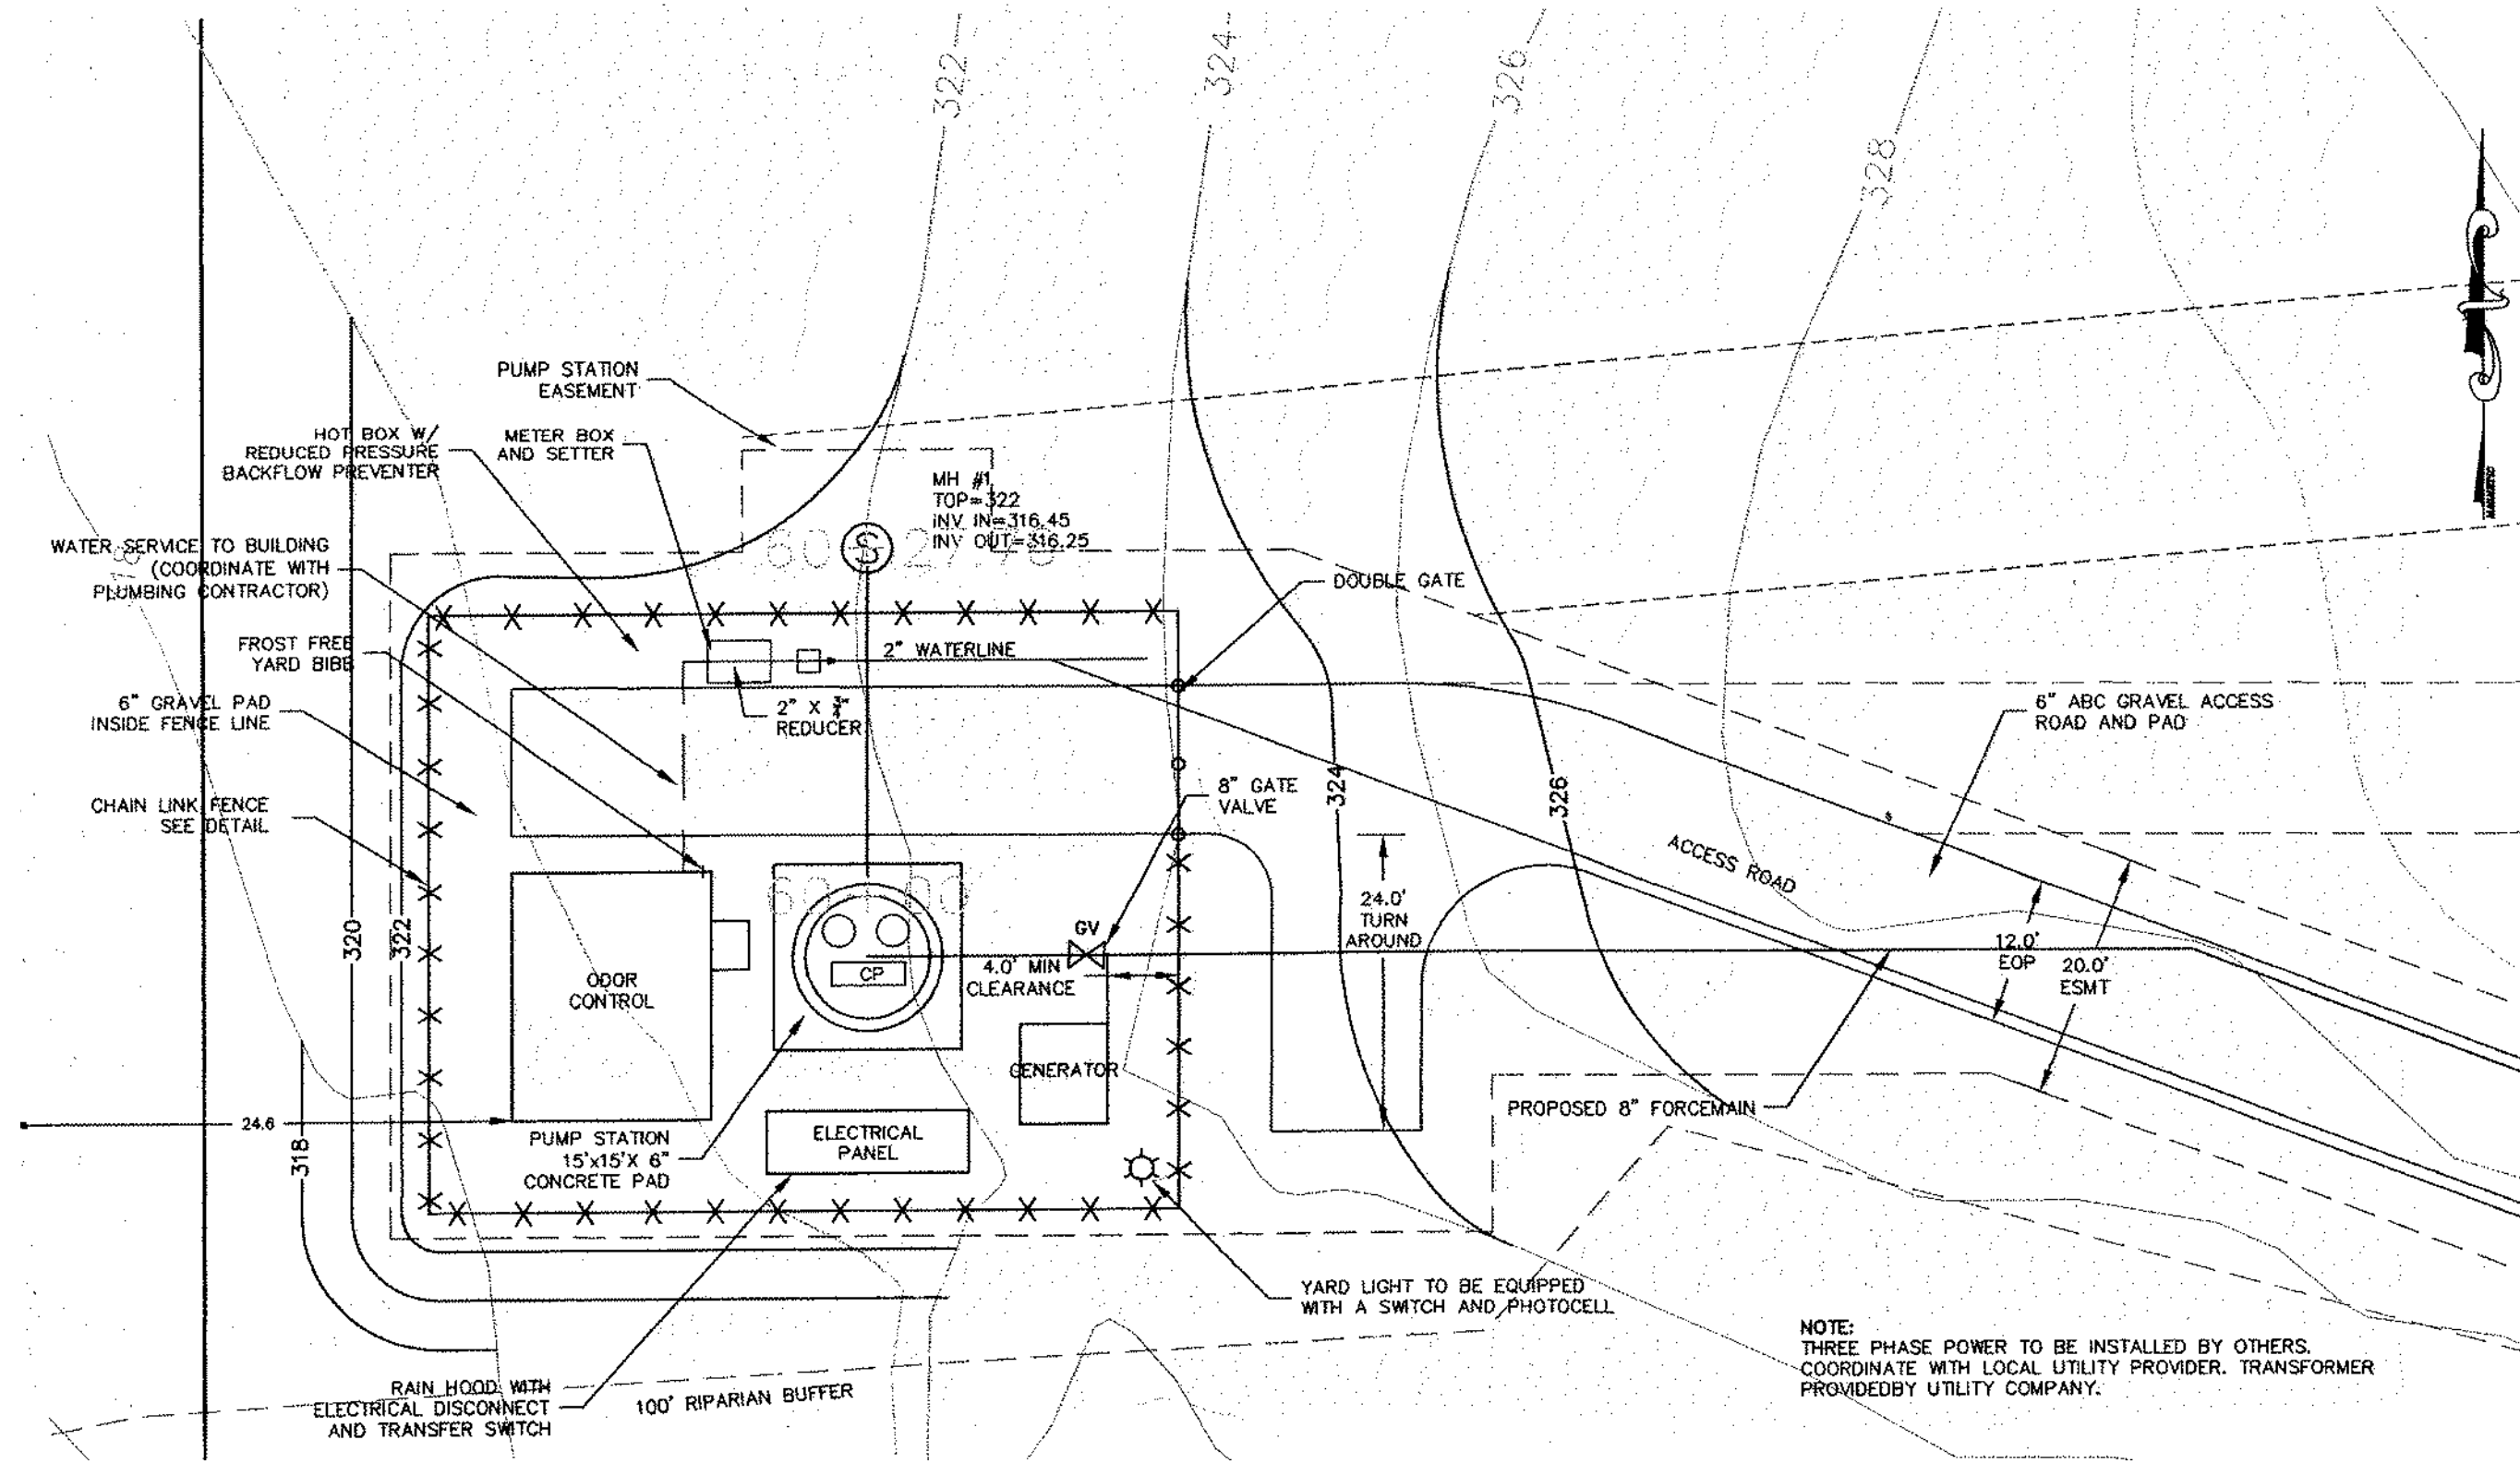 322
324
326
328
PUMP STATION
EASEMENT
HOT BOX W/
REDUCED PRESSURE
BACKFLOW PREVENTER
METER BOX
AND SETTER
MH #1
TOP=322
INV IN=316.45
INV OUT=316.25
S
WATER SERVICE TO BUILDING
(COORDINATE WITH
PLUMBING CONTRACTOR)
DOUBLE GATE
FROST FREE
YARD BIBB
2" WATERLINE
6" GRAVEL PAD
INSIDE FENCE LINE
2" X
REDUCER
6" ABC GRAVEL ACCESS
ROAD AND PAD
CHAIN LINK FENCE
SEE DETAIL
8" GATE
VALVE
324
326
ACCESS ROAD
24.0'
TURN
AROUND
320
322
GV
CP
4.0' MIN
CLEARANCE
12.0'
EOP
20.0'
ESMT
ODOR
CONTROL
GENERATOR
PROPOSED 8" FORCEMAIN
24.6
318
PUMP STATION
15'x15'X 6"
CONCRETE PAD
ELECTRICAL
PANEL
YARD LIGHT TO BE EQUIPPED
WITH A SWITCH AND PHOTOCELL
NOTE:
THREE PHASE POWER TO BE INSTALLED BY OTHERS.
COORDINATE WITH LOCAL UTILITY PROVIDER. TRANSFORMER
PROVIDEDBY UTILITY COMPANY.
RAIN HOOD WITH
ELECTRICAL DISCONNECT
AND TRANSFER SWITCH
100' RIPARIAN BUFFER